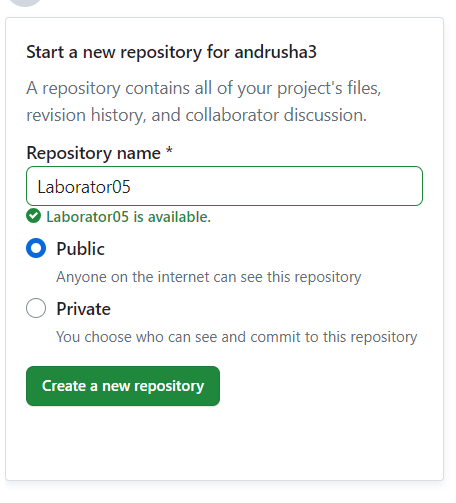 Start a new repository for andrusha3
A repository contains all of your project's files,
revision history, and collaborator discussion.
Repository name *
Laborator05
Laborator05 is available.
Public
Anyone on the internet can see this repository
Private
You choose who can see and commit to this repository
Create a new repository